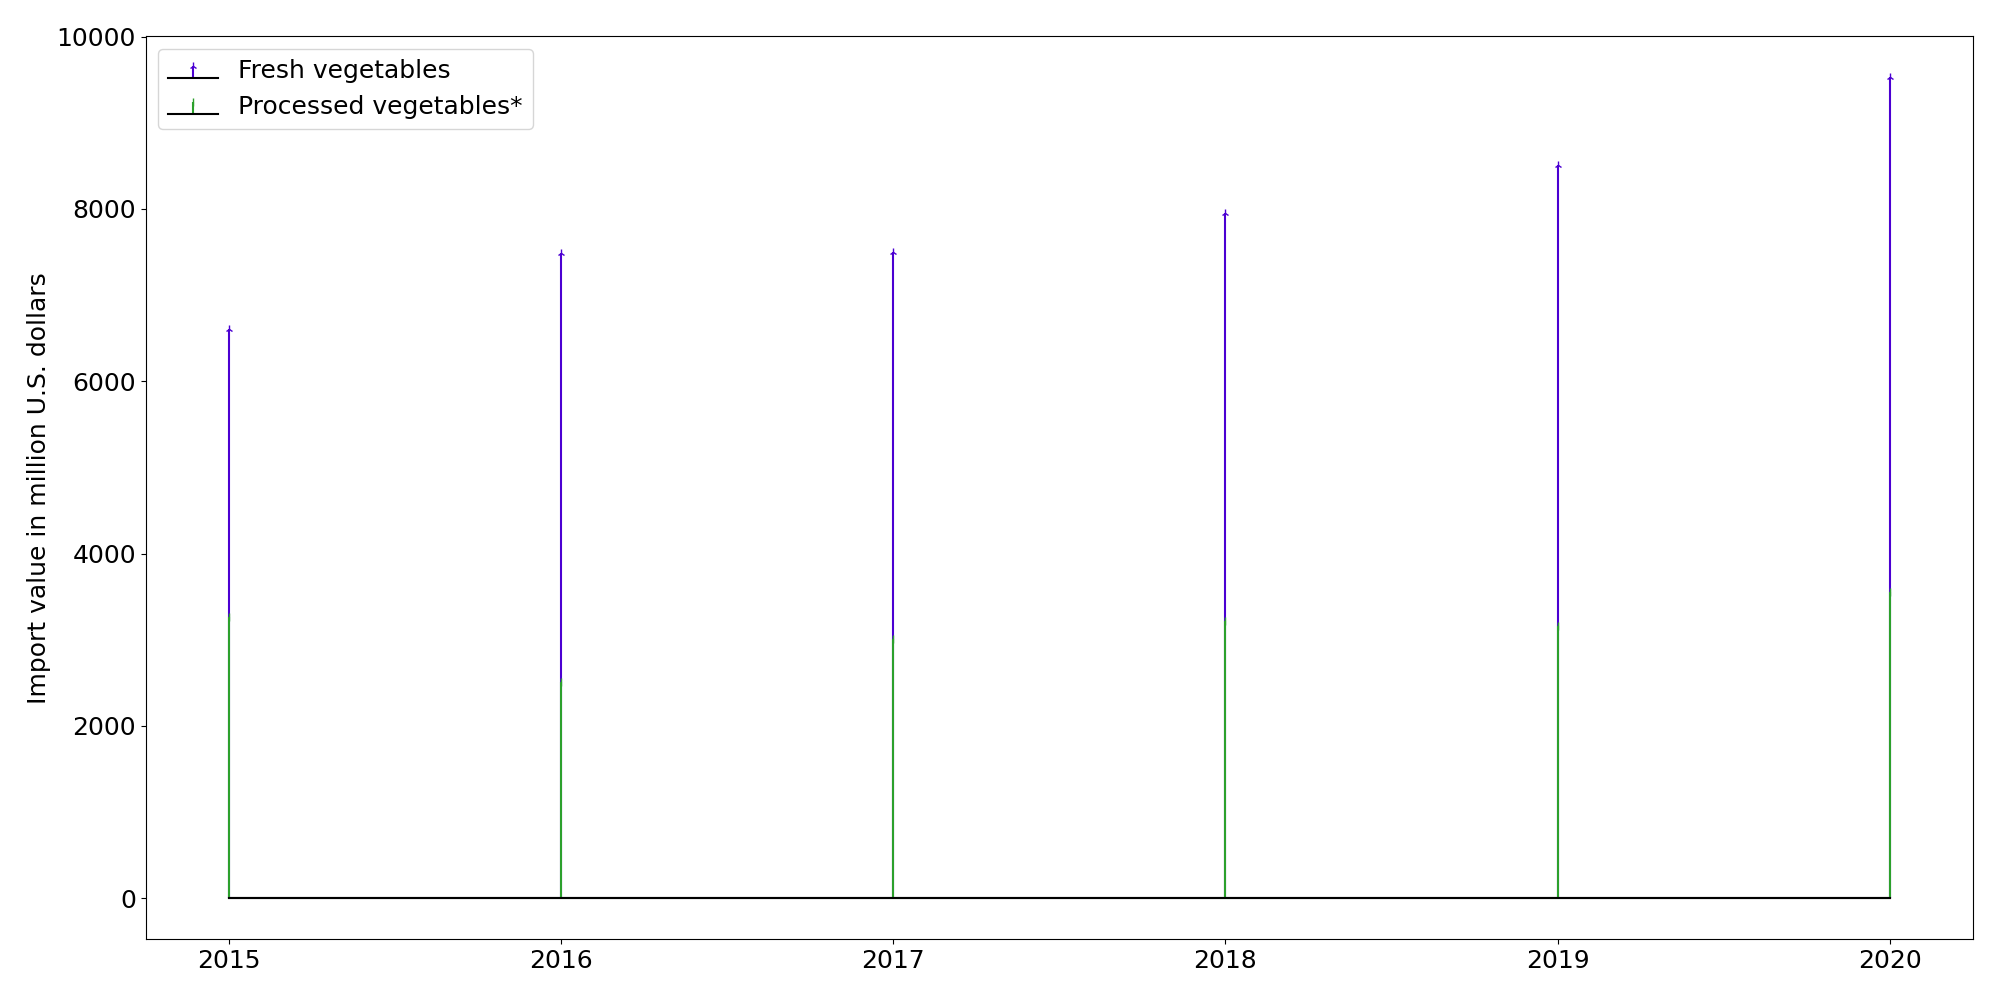 10000
8000
6000
4000
2000
0
Import value in million U.S. dollars
Fresh vegetables
Processed vegetables*
2015 2016 2017 2018 2019 2020